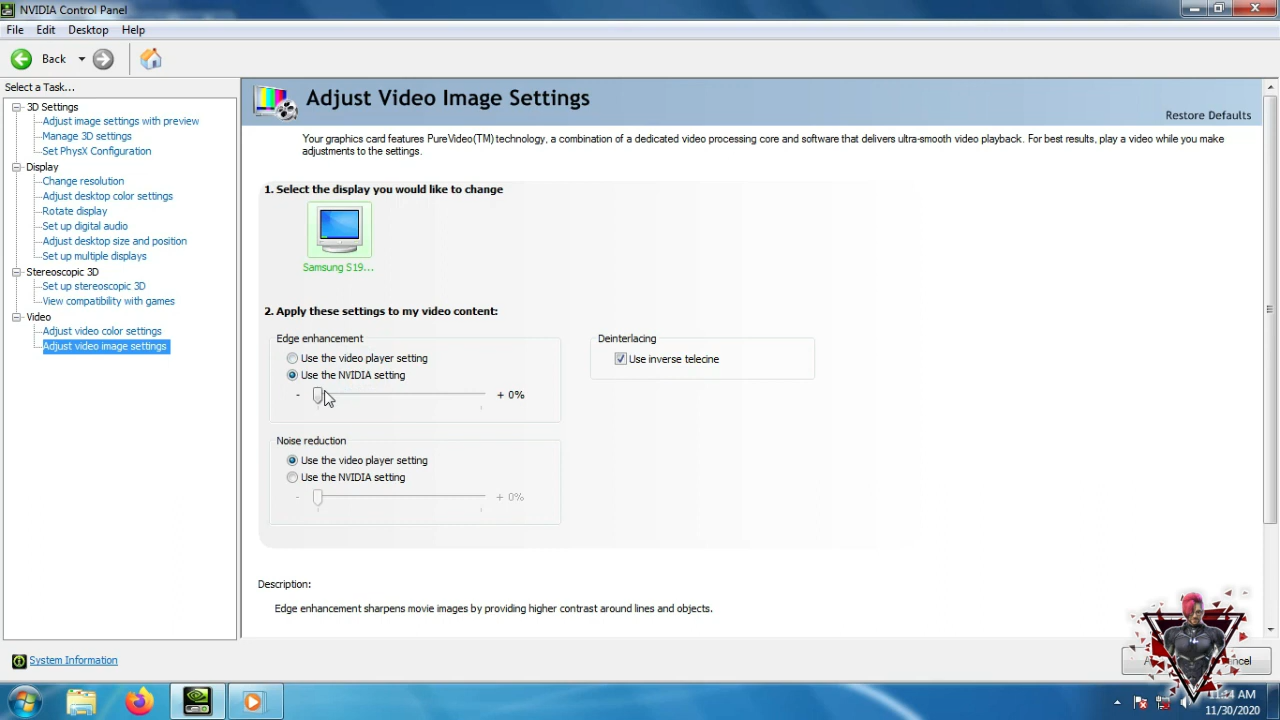 NVIDIA Control Panel
File Edit Desktop Help
Back
Select a Task...
3D Settings
Adjust image settings with preview
Manage 3D settings
Set PhysX Configuration
Display
Change resolution
Adjust desktop color settings
Rotate display
Set up digital audio
Adjust desktop size and position
Set up multiple displays
Stereoscopic 3D
Set up stereoscopic 3D
View compatibility with games
Video
Adjust video color settings
Adjust video image settings
System Information
Adjust Video Image Settings
Restore Defaults
Your graphics card features PureVideo(TM) technology, a combination of a dedicated video processing core and software that delivers ultra-smooth video playback. For best results, play a video while you make
adjustments to the settings.
1. Select the display you would like to change
Samsung S19...
2. Apply these settings to my video content:
Edge enhancement
Use the video player setting
Use the NVIDIA setting
- + 0%
Noise reduction
Use the video player setting
Use the NVIDIA setting
- + 0%
Deinterlacing
Use inverse telecine
Description:
Edge enhancement sharpens movie images by providing higher contrast around lines and objects.
11:14 AM
11/30/2020